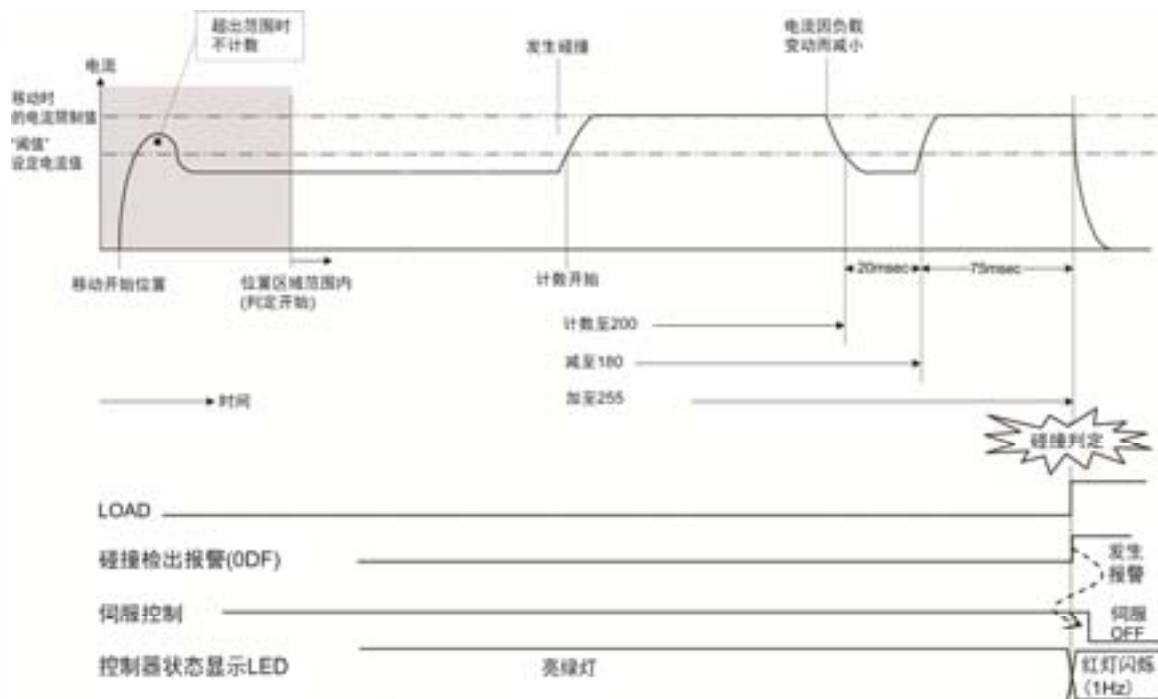 超出范围时
不计数
电流
移动时
的电流限制值
"阈值"
设定电流值
发生碰撞
电流因负载
变动而减小
移动开始位置
位置区域范围内
(判定开始)
计数开始
20msec
75msec
计数至200
减至180
时间
加至255
碰撞判定
LOAD
碰撞检出报警(0DF)
发生
报警
伺服控制
伺服
OFF
控制器状态显示LED
亮绿灯
红灯闪烁
(1Hz)